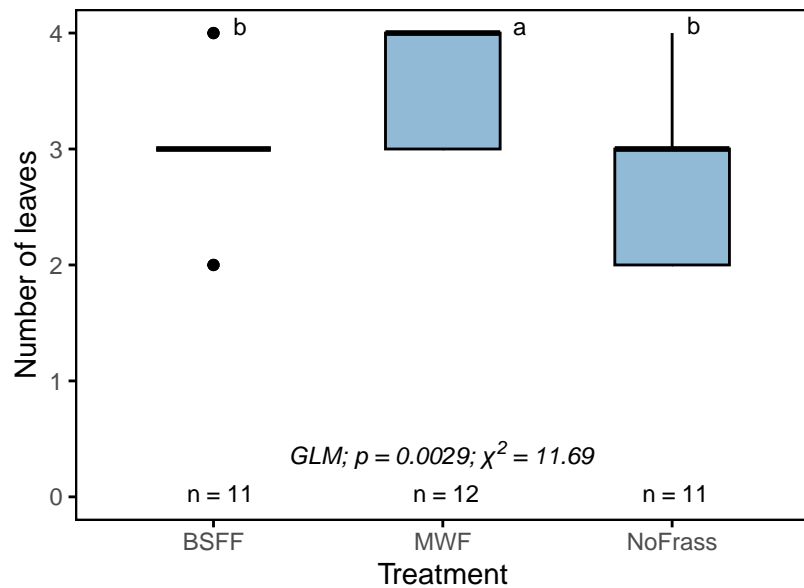 4
b
a
b
3
2
1
0
Number of leaves
GLM; p = 0.0029; χ² = 11.69
n = 11
n = 12
n = 11
BSFF
MWF
NoFrass
Treatment